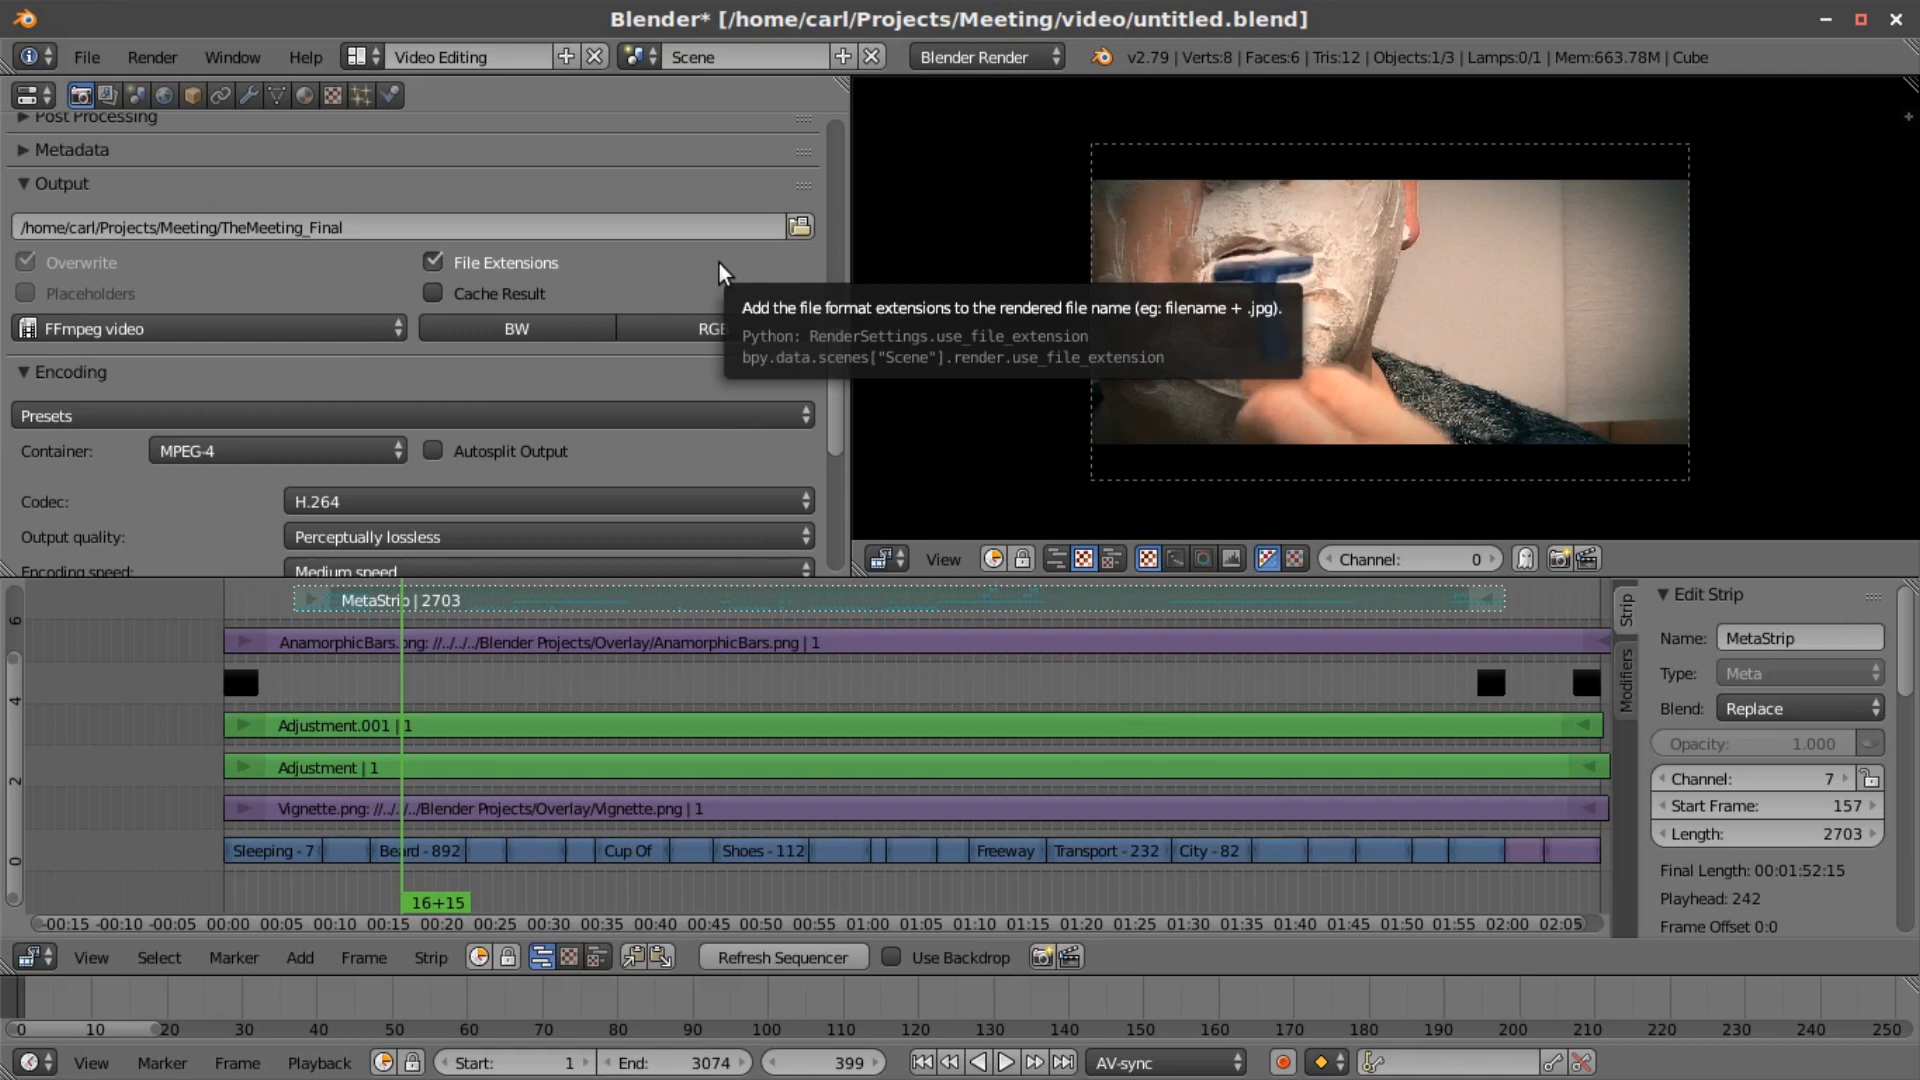 Blender* [/home/carl/Projects/Meeting/video/untitled.blend]
File Render Window Help Video Editing Scene Blender Render v2.79 | Verts:8 | Faces:6 | Tris:12 | Objects:1/3 | Lamps:0/1 | Mem:663.78M | Cube
Post Processing
Metadata
Output
/home/carl/Projects/Meeting/TheMeeting_Final
Overwrite File Extensions
Placeholders Cache Result
FFmpeg video BW RGB
Add the file format extensions to the rendered file name (eg: filename + .jpg).
Python: RenderSettings.use_file_extension
bpy.data.scenes["Scene"].render.use_file_extension
Encoding
Presets
Container: MPEG-4 Autosplit Output
Codec: H.264
Output quality: Perceptually lossless
Encoding speed: Medium speed
View Channel: 0
MetaStrip | 2703
AnamorphicBars.png: //../../../Blender Projects/Overlay/AnamorphicBars.png | 1
Adjustment.001 | 1
Adjustment | 1
Vignette.png: //../../../Blender Projects/Overlay/Vignette.png | 1
Sleeping - 7 Beard - 892 Cup Of Shoes - 112 Freeway Transport - 232 City - 82
6
4
2
0
16+15
-00:15 -00:10 -00:05 00:00 00:05 00:10 00:15 00:20 00:25 00:30 00:35 00:40 00:45 00:50 00:55 01:00 01:05 01:10 01:15 01:20 01:25 01:30 01:35 01:40 01:45 01:50 01:55 02:00 02:05
Strip
Modifiers
Edit Strip
Name: MetaStrip
Type: Meta
Blend: Replace
Opacity: 1.000
Channel: 7
Start Frame: 157
Length: 2703
Final Length: 00:01:52:15
Playhead: 242
Frame Offset 0:0
View Select Marker Add Frame Strip Refresh Sequencer Use Backdrop
0 10 20 30 40 50 60 70 80 90 100 110 120 130 140 150 160 170 180 190 200 210 220 230 240 250
View Marker Frame Playback Start: 1 End: 3074 399 AV-sync